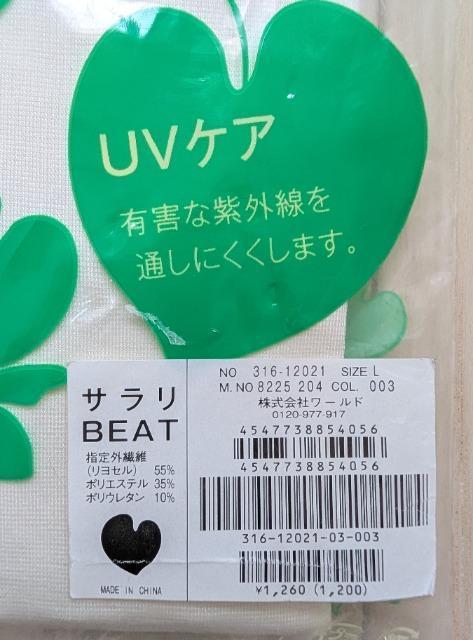 UVケア
有害な紫外線を
通しにくくします。
サラリ
BEAT
指定外繊維
(リヨセル) 55%
ポリエステル 35%
ポリウレタン 10%
MADE IN CHINA
NO 316-12021 SIZE L
M. NO 8225 204 COL. 003
株式会社ワールド
0120-977-917
4547738854056
4547738854056
316-12021-03-003
¥1,260 (1,200)